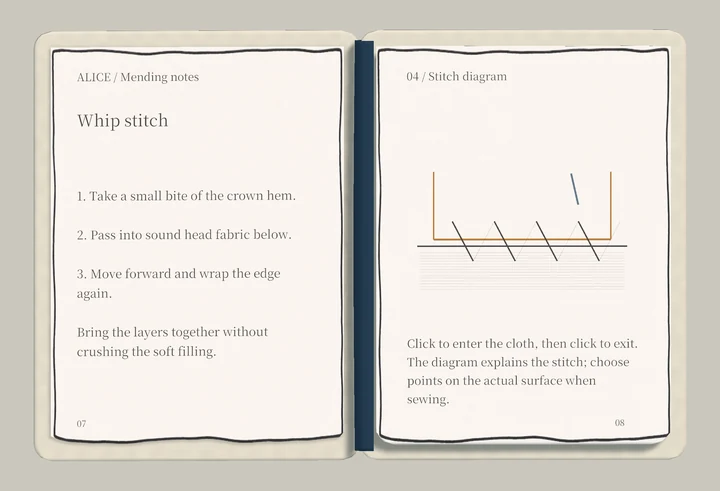 ALICE / Mending notes
Whip stitch
1. Take a small bite of the crown hem.
2. Pass into sound head fabric below.
3. Move forward and wrap the edge
again.
Bring the layers together without
crushing the soft filling.
07
04 / Stitch diagram
Click to enter the cloth, then click to exit.
The diagram explains the stitch; choose
points on the actual surface when
sewing.
08